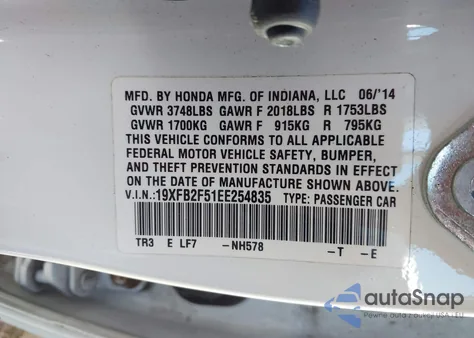 MFD. BY HONDA MFG. OF INDIANA, LLC 06/'14
GVWR 3748LBS GAWR F 2018LBS R 1753LBS
GVWR 1700KG GAWR F 915KG R 795KG
THIS VEHICLE CONFORMS TO ALL APPLICABLE
FEDERAL MOTOR VEHICLE SAFETY, BUMPER,
AND THEFT PREVENTION STANDARDS IN EFFECT
ON THE DATE OF MANUFACTURE SHOWN ABOVE.
V.I.N.:19XFB2F51EE254835 TYPE: PASSENGER CAR
TR3 E LF7 -NH578 -T -E
autoSnap